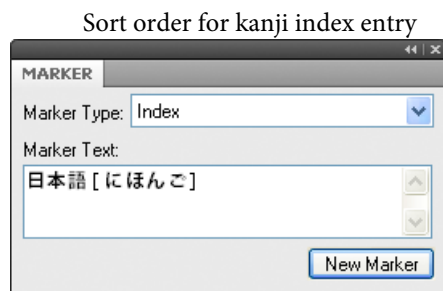 Sort order for kanji index entry
MARKER
Marker Type: Index
Marker Text:
日本語 [ にほんご ]
New Marker